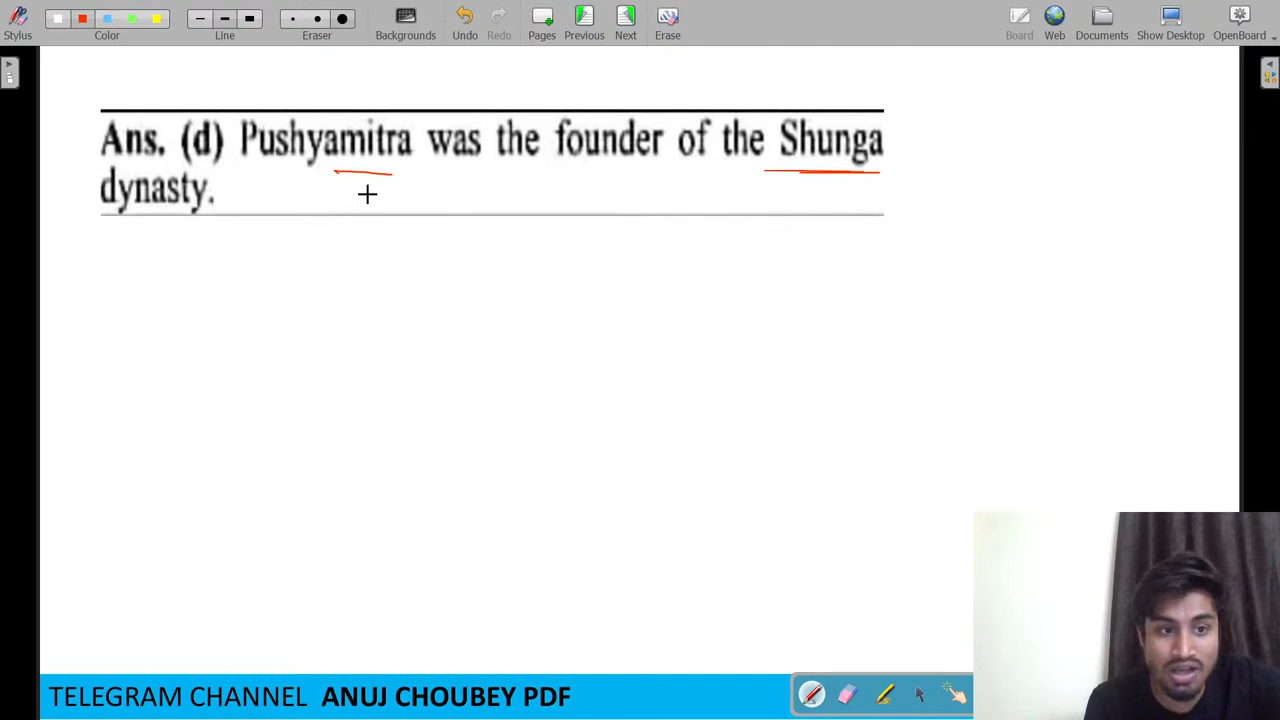 Stylus Color Line Eraser Backgrounds Undo Redo Pages Previous Next Erase Board Web Documents Show Desktop OpenBoard
Ans. (d) Pushyamitra was the founder of the Shunga
dynasty.
TELEGRAM CHANNEL ANUJ CHOUBEY PDF